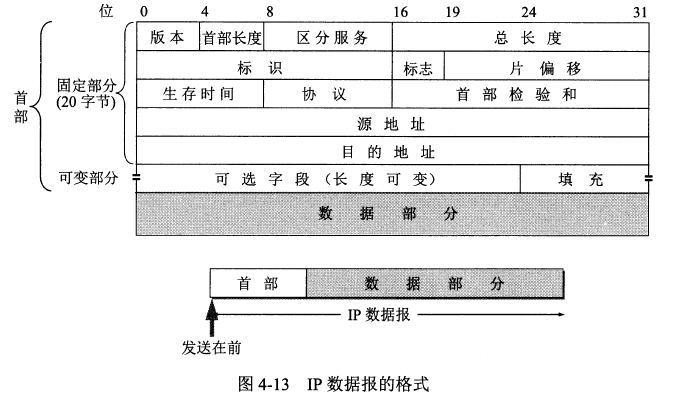 位 0 4 8 16 19 24 31
版本 首部长度 区分服务 总长度
标识 标志 片偏移
固定部分
(20 字节)
首部
生存时间 协议 首部检验和
源地址
目的地址
可变部分 可选字段（长度可变） 填充
数据部分
首部 数据部分
IP 数据报
发送在前
图 4-13 IP 数据报的格式